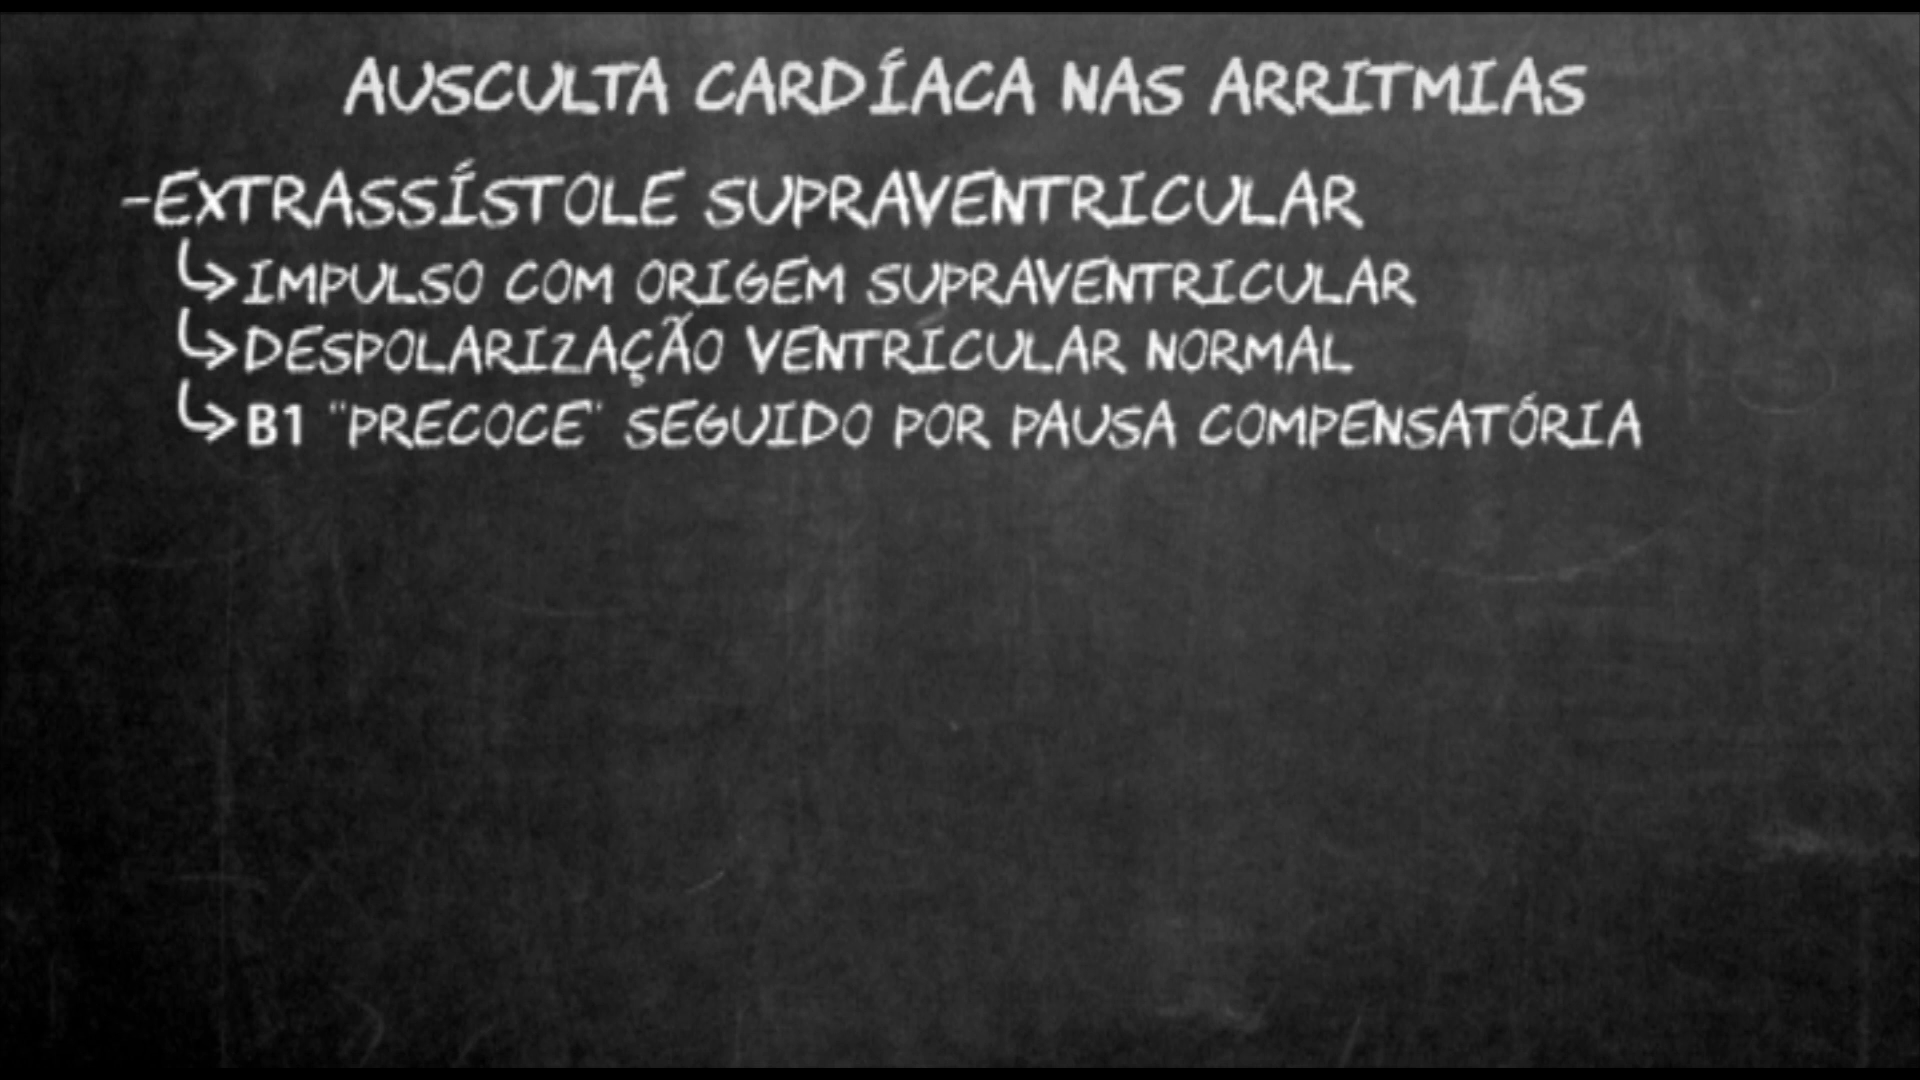 AUSCULTA CARDÍACA NAS ARRITMIAS
-EXTRASSÍSTOLE SUPRAVENTRICULAR
↳IMPULSO COM ORIGEM SUPRAVENTRICULAR
↳DESPOLARIZAÇÃO VENTRICULAR NORMAL
↳B1 "PRECOCE" SEGUIDO POR PAUSA COMPENSATÓRIA